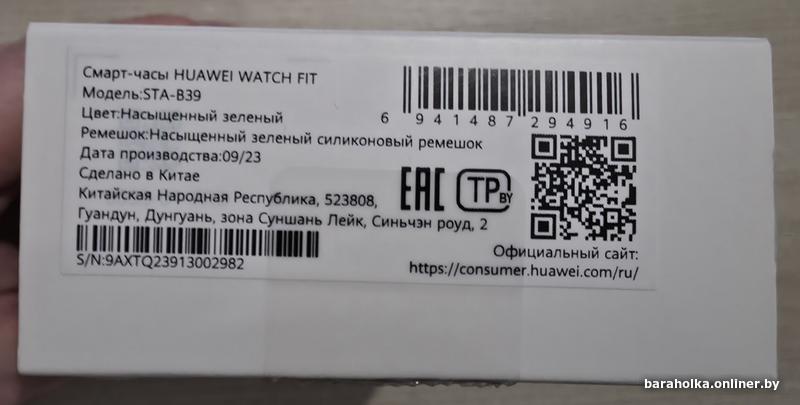 Смарт-часы HUAWEI WATCH FIT
Модель:STA-B39
Цвет:Насыщенный зеленый
Ремешок:Насыщенный зеленый силиконовый ремешок
Дата производства:09/23
Сделано в Китае
Китайская Народная Республика, 523808,
Гуандун, Дунгуань, зона Суншань Лейк, Синьчэн роуд, 2
S/N:9AXTQ23913002982
6 941487 294916
EAC TP BY
Официальный сайт:
https://consumer.huawei.com/ru/
baraholka.onliner.by